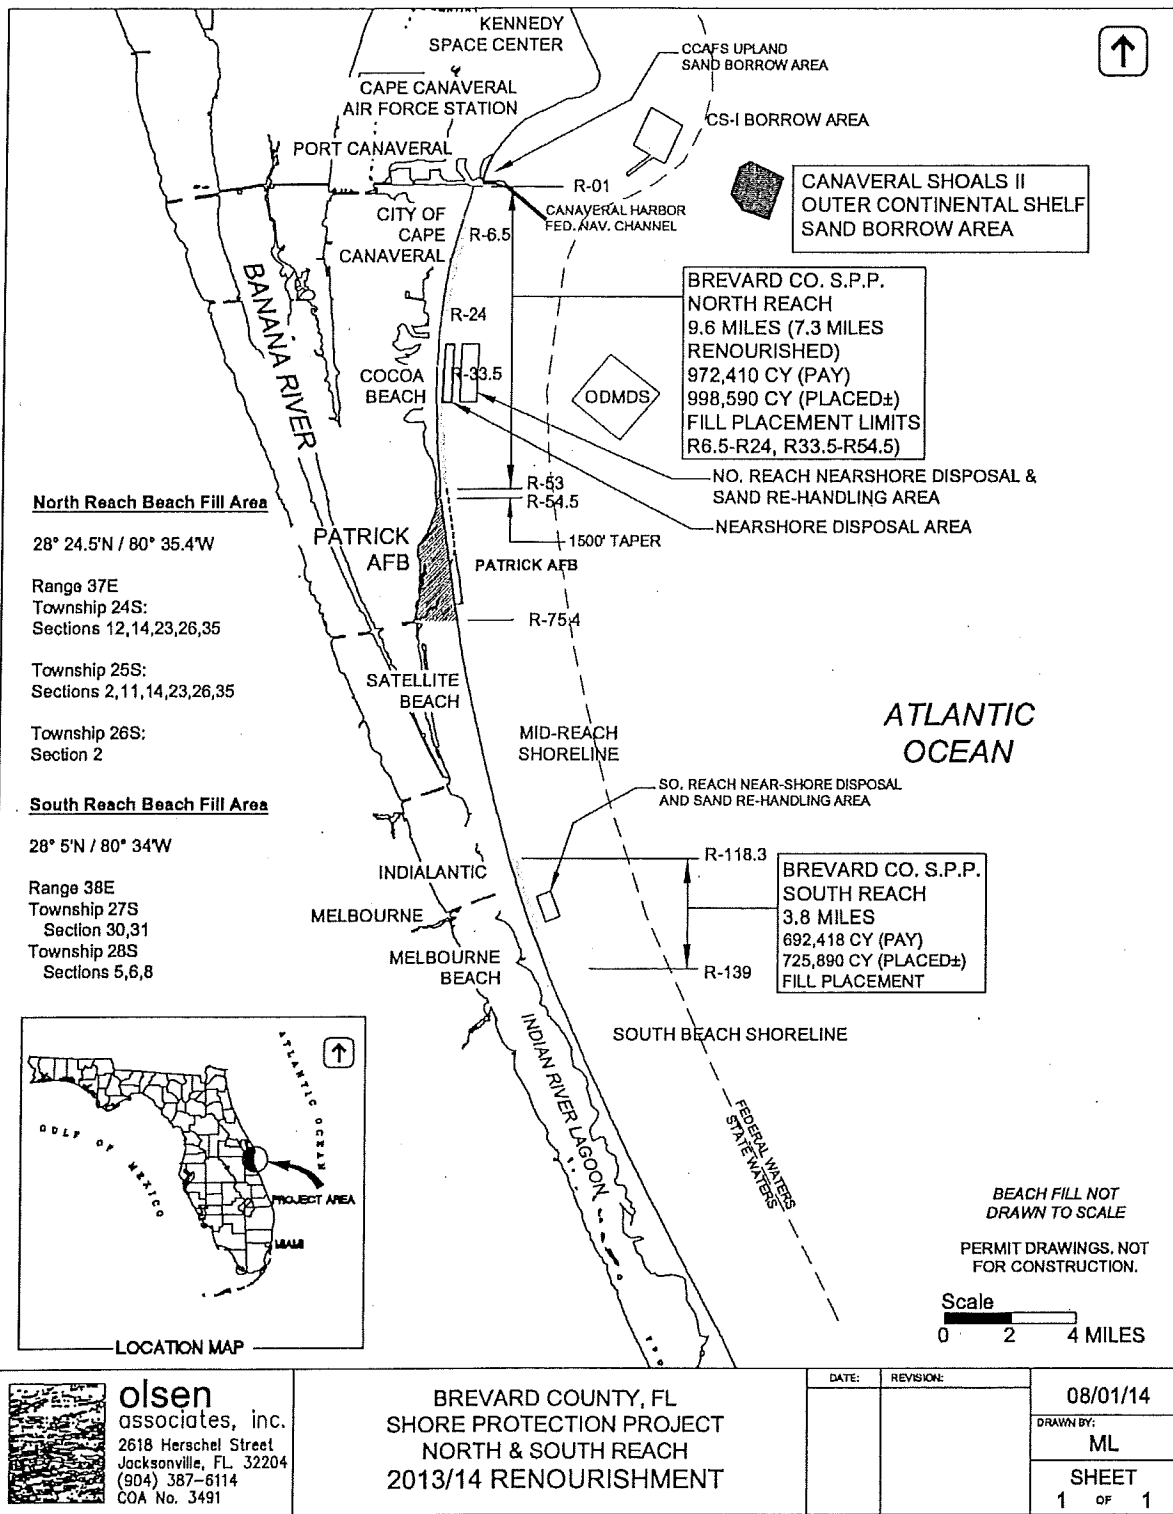 KENNEDY
SPACE CENTER
CCAFS UPLAND
SAND BORROW AREA
CAPE CANAVERAL
AIR FORCE STATION
CS-I BORROW AREA
PORT CANAVERAL
R-01
CANAVERAL SHOALS II
OUTER CONTINENTAL SHELF
SAND BORROW AREA
CANAVERAL HARBOR
FED. NAV. CHANNEL
CITY OF
CAPE
CANAVERAL
R-6.5
BANANA RIVER
BREVARD CO. S.P.P.
NORTH REACH
9.6 MILES (7.3 MILES
RENOURISHED)
972,410 CY (PAY)
998,590 CY (PLACED±)
FILL PLACEMENT LIMITS
R6.5-R24, R33.5-R54.5)
R-24
COCOA
BEACH
R-33.5
ODMDS
NO. REACH NEARSHORE DISPOSAL &
SAND RE-HANDLING AREA
R-53
R-54.5
NEARSHORE DISPOSAL AREA
1500' TAPER
PATRICK
AFB
PATRICK AFB
R-75.4
North Reach Beach Fill Area
28° 24.5'N / 80° 35.4'W
Range 37E
Township 24S:
Sections 12,14,23,26,35
Township 25S:
Sections 2,11,14,23,26,35
Township 26S:
Section 2
South Reach Beach Fill Area
28° 5'N / 80° 34'W
Range 38E
Township 27S
Section 30,31
Township 28S
Sections 5,6,8
SATELLITE
BEACH
MID-REACH
SHORELINE
ATLANTIC
OCEAN
SO. REACH NEAR-SHORE DISPOSAL
AND SAND RE-HANDLING AREA
R-118.3
INDIALANTIC
MELBOURNE
MELBOURNE
BEACH
BREVARD CO. S.P.P.
SOUTH REACH
3.8 MILES
692,418 CY (PAY)
725,890 CY (PLACED±)
FILL PLACEMENT
R-139
INDIAN RIVER LAGOON
SOUTH BEACH SHORELINE
FEDERAL WATERS
STATE WATERS
ATLANTIC OCEAN
GULF OF MEXICO
PROJECT AREA
LOCATION MAP
BEACH FILL NOT
DRAWN TO SCALE
PERMIT DRAWINGS, NOT
FOR CONSTRUCTION.
Scale
0 2 4 MILES
olsen
associates, inc.
2618 Herschel Street
Jacksonville, FL 32204
(904) 387-6114
COA No. 3491
BREVARD COUNTY, FL
SHORE PROTECTION PROJECT
NORTH & SOUTH REACH
2013/14 RENOURISHMENT
DATE:
REVISION:
08/01/14
DRAWN BY:
ML
SHEET
1 OF 1